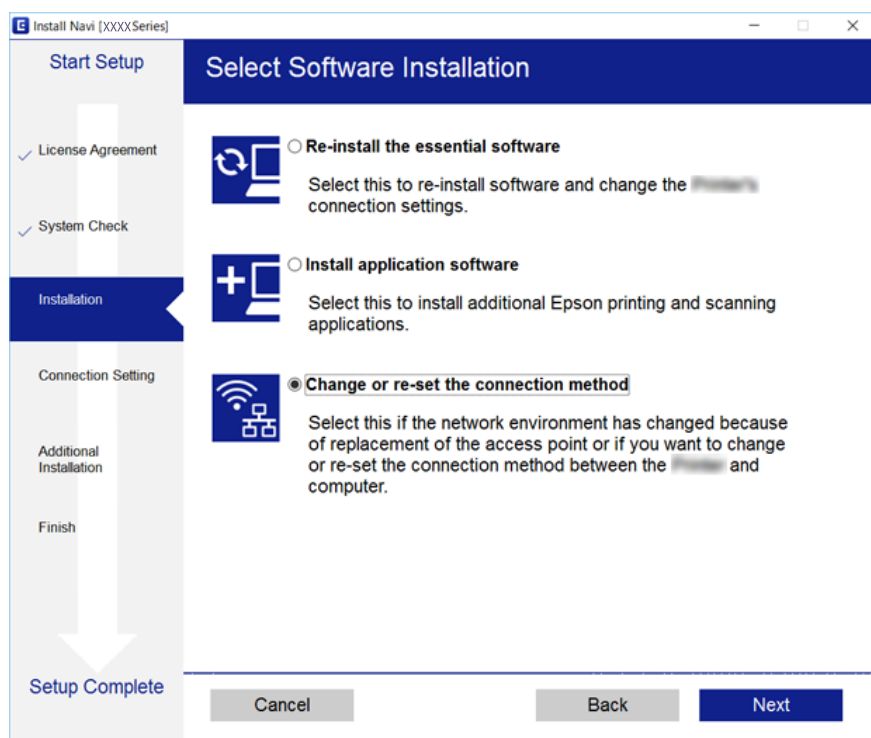 Install Navi [XXXX Series]
Start Setup
Select Software Installation
License Agreement
System Check
Installation
Connection Setting
Additional
Installation
Finish
Setup Complete
Re-install the essential software
Select this to re-install software and change the
connection settings.
Install application software
Select this to install additional Epson printing and scanning
applications.
Change or re-set the connection method
Select this if the network environment has changed because
of replacement of the access point or if you want to change
or re-set the connection method between the and
computer.
Cancel
Back
Next